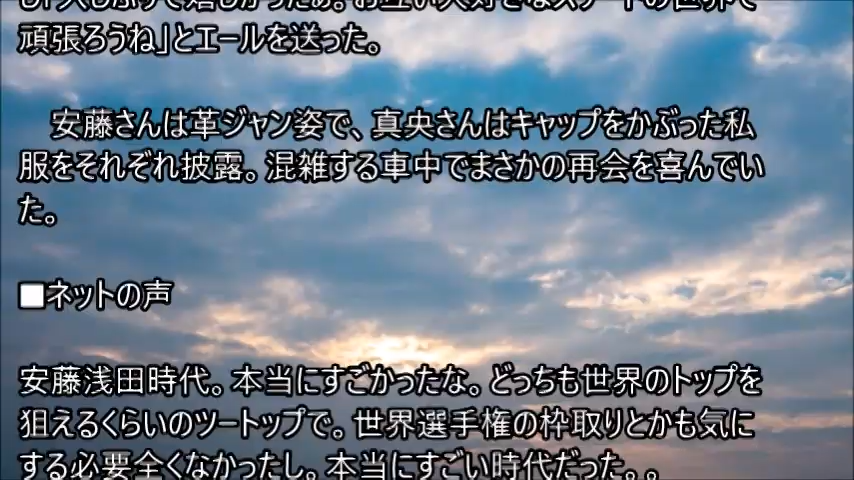 頑張ろうね」とエールを送った。
安藤さんは革ジャン姿で、真央さんはキャップをかぶった私
服をそれぞれ披露。混雑する車中でまさかの再会を喜んでい
た。
■ネットの声
安藤浅田時代。本当にすごかったな。どっちも世界のトップを
狙えるくらいのツートップで。世界選手権の枠取りとかも気に
する必要全くなかったし。本当にすごい時代だった。。